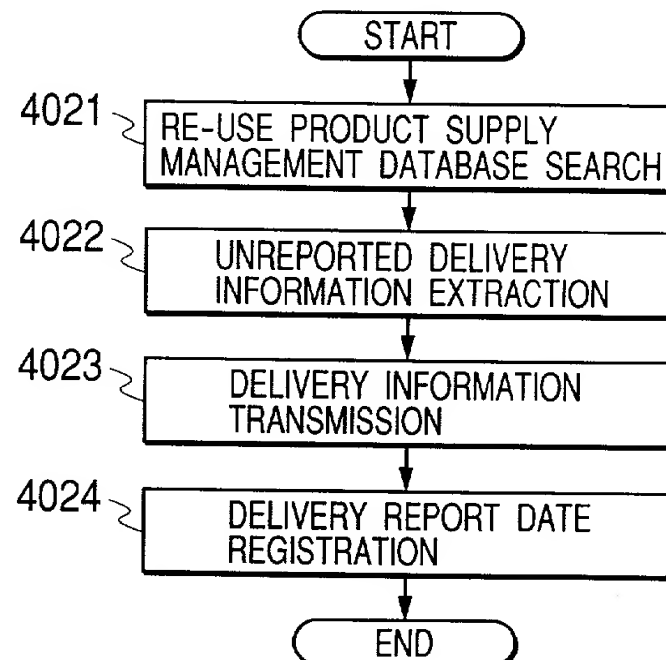 START
4021
RE-USE PRODUCT SUPPLY
MANAGEMENT DATABASE SEARCH
4022
UNREPORTED DELIVERY
INFORMATION EXTRACTION
4023
DELIVERY INFORMATION
TRANSMISSION
4024
DELIVERY REPORT DATE
REGISTRATION
END